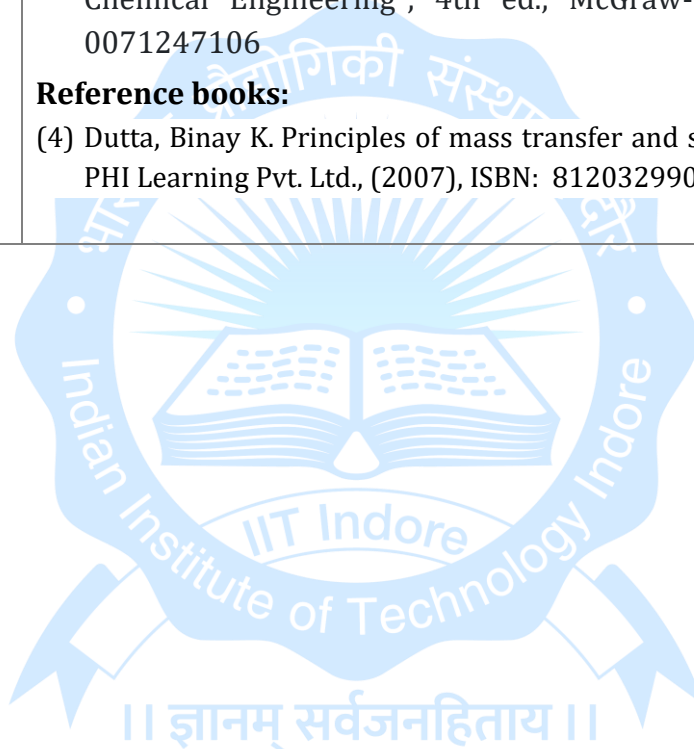 Chemical Engineering", 4th ed., McGraw-
0071247106
Reference books:
(4) Dutta, Binay K. Principles of mass transfer and s
PHI Learning Pvt. Ltd., (2007), ISBN: 812032990
प्रौद्योगिकी
Indian Institute of Technology Indore
IIT Indore
।। ज्ञानम् सर्वजनहिताय ।।